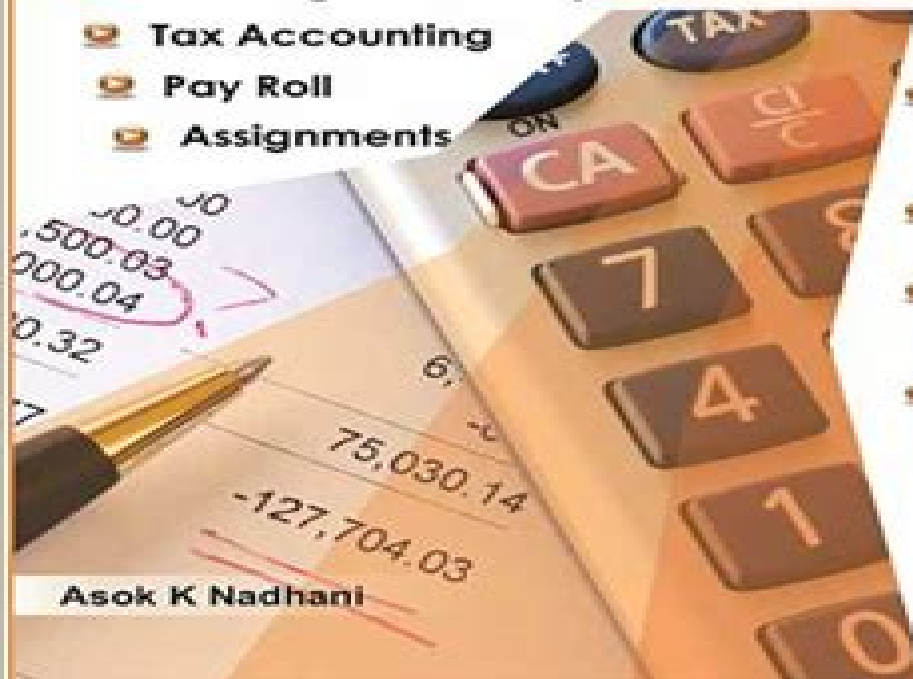 Tax Accounting
Pay Roll
Assignments
TAX
ON
CA
7
4
1
0
.500.03
000.04
0.32
75,030.14
-127,704.03
Asok K Nadhani